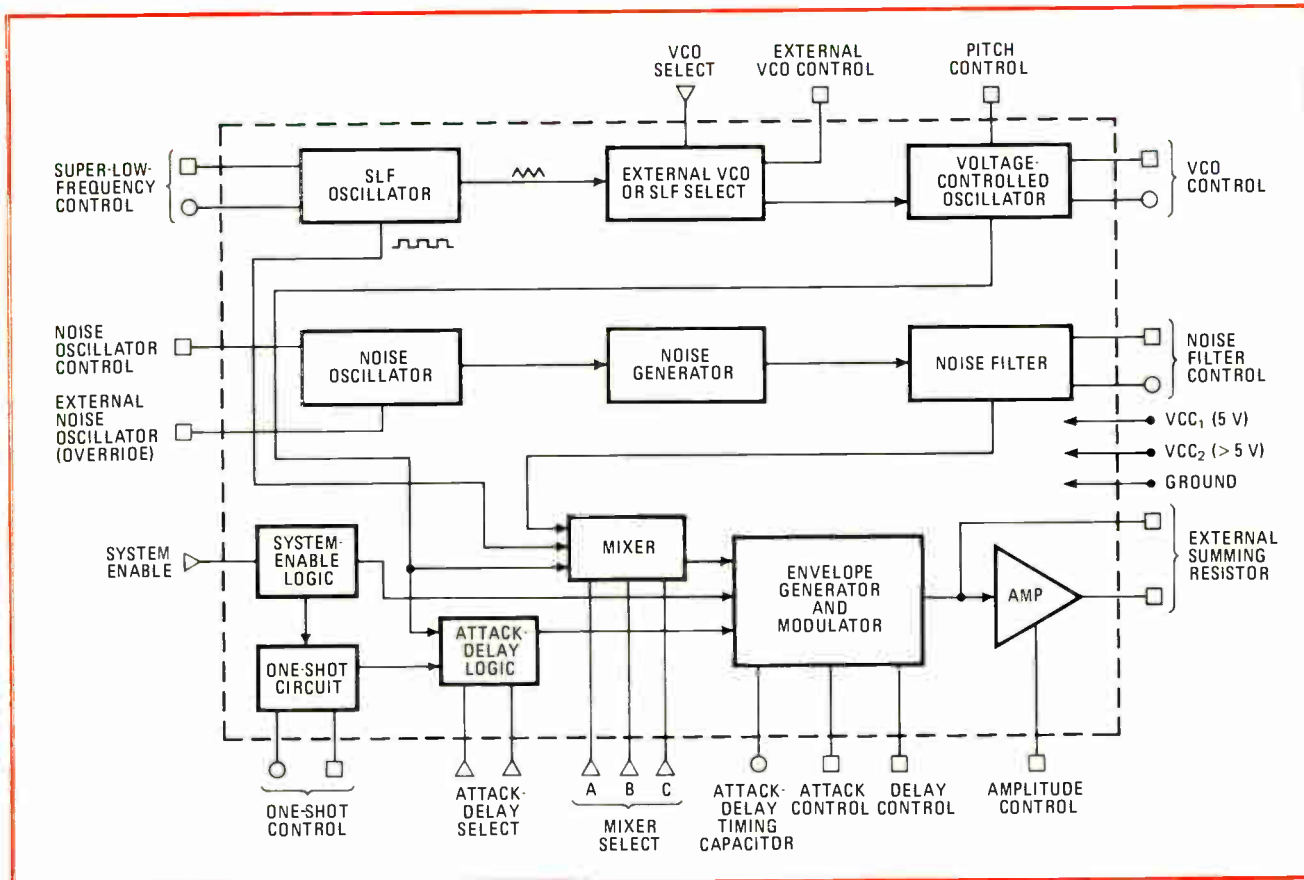 VCO
SELECT
EXTERNAL
VCO CONTROL
PITCH
CONTROL
SUPER-LOW-
FREQUENCY
CONTROL
SLF
OSCILLATOR
EXTERNAL VCO
OR SLF SELECT
VOLTAGE-
CONTROLLED
OSCILLATOR
VCO
CONTROL
NOISE
OSCILLATOR
CONTROL
NOISE
OSCILLATOR
NOISE
GENERATOR
NOISE FILTER
NOISE
FILTER
CONTROL
EXTERNAL
NOISE
OSCILLATOR
(OVERRIDE)
VCC₁ (5 V)
VCC₂ (> 5 V)
GROUND
SYSTEM
ENABLE
SYSTEM-
ENABLE
LOGIC
MIXER
ENVELOPE
GENERATOR
AND
MODULATOR
AMP
EXTERNAL
SUMMING
RESISTOR
ONE-SHOT
CIRCUIT
ATTACK-
DELAY
LOGIC
ONE-SHOT
CONTROL
ATTACK-
DELAY
SELECT
A B C
MIXER
SELECT
ATTACK-
DELAY
TIMING
CAPACITOR
ATTACK
CONTROL
DELAY
CONTROL
AMPLITUDE
CONTROL